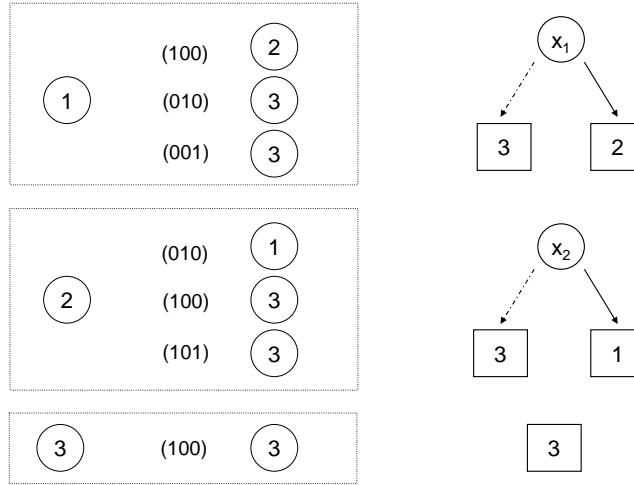 (100) 2
1 (010) 3
(001) 3
x₁
3 2
(010) 1
2 (100) 3
(101) 3
x₂
3 1
3 (100) 3
3